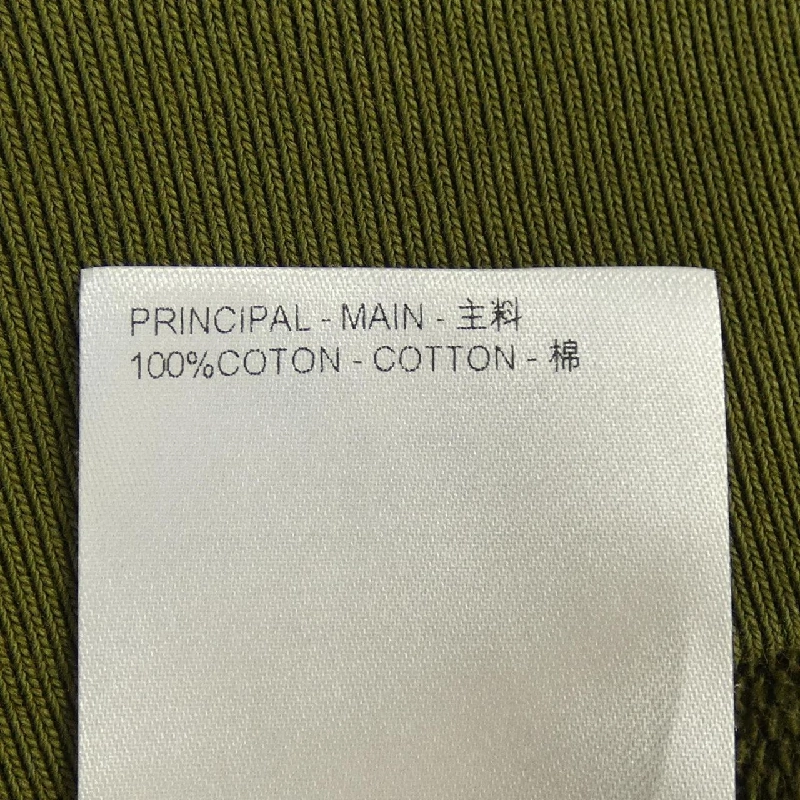 PRINCIPAL - MAIN - 主料
100%COTON - COTTON - 棉